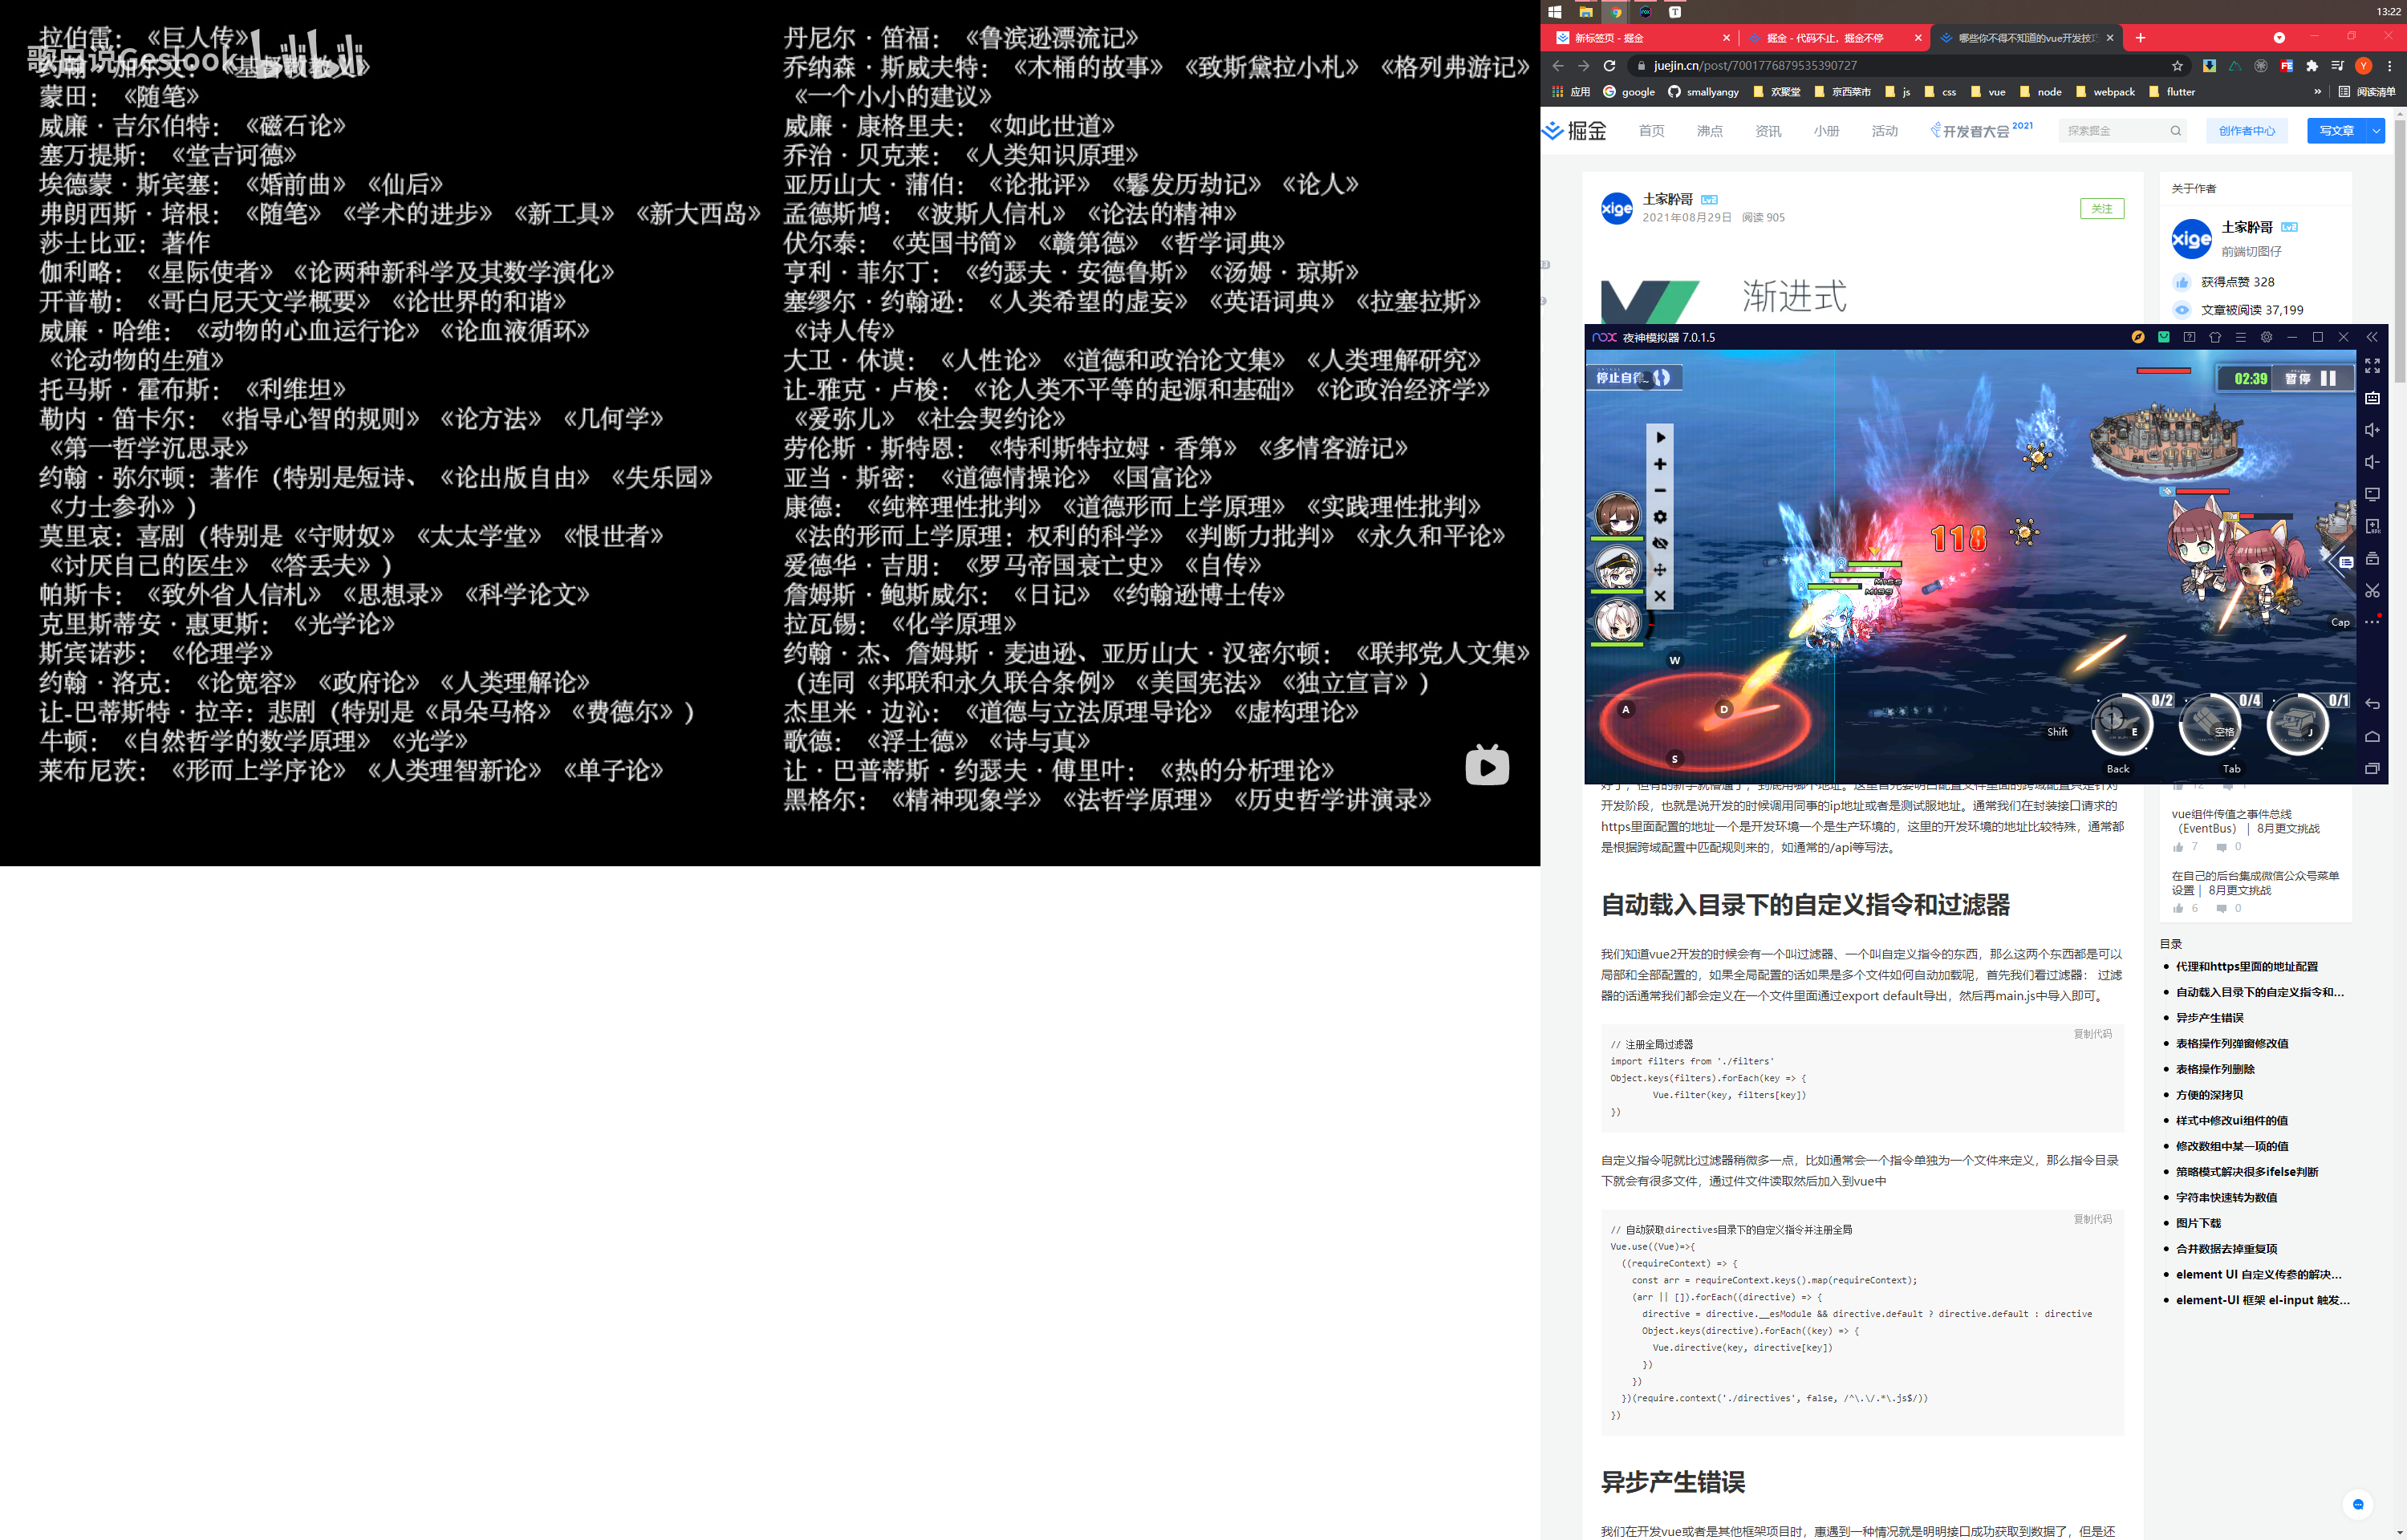 拉伯雷：《巨人传》
约翰·加尔文：《基督教教义》
歌白说Geslook bilibili
蒙田：《随笔》
威廉·吉尔伯特：《磁石论》
塞万提斯：《堂吉诃德》
埃德蒙·斯宾塞：《婚前曲》《仙后》
弗朗西斯·培根：《随笔》《学术的进步》《新工具》《新大西岛》
莎士比亚：著作
伽利略：《星际使者》《论两种新科学及其数学演化》
开普勒：《哥白尼天文学概要》《论世界的和谐》
威廉·哈维：《动物的心血运行论》《论血液循环》
《论动物的生殖》
托马斯·霍布斯：《利维坦》
勒内·笛卡尔：《指导心智的规则》《论方法》《几何学》
《第一哲学沉思录》
约翰·弥尔顿：著作（特别是短诗、《论出版自由》《失乐园》
《力士参孙》）
莫里哀：喜剧（特别是《守财奴》《太太学堂》《恨世者》
《讨厌自己的医生》《答丢夫》）
帕斯卡：《致外省人信札》《思想录》《科学论文》
克里斯蒂安·惠更斯：《光学论》
斯宾诺莎：《伦理学》
约翰·洛克：《论宽容》《政府论》《人类理解论》
让-巴蒂斯特·拉辛：悲剧（特别是《昂朵马格》《费德尔》）
牛顿：《自然哲学的数学原理》《光学》
莱布尼茨：《形而上学序论》《人类理智新论》《单子论》
丹尼尔·笛福：《鲁滨逊漂流记》
乔纳森·斯威夫特：《木桶的故事》《致斯黛拉小札》《格列弗游记》
《一个小小的建议》
威廉·康格里夫：《如此世道》
乔治·贝克莱：《人类知识原理》
亚历山大·蒲伯：《论批评》《鬈发历劫记》《论人》
孟德斯鸠：《波斯人信札》《论法的精神》
伏尔泰：《英国书简》《赣第德》《哲学词典》
亨利·菲尔丁：《约瑟夫·安德鲁斯》《汤姆·琼斯》
塞缪尔·约翰逊：《人类希望的虚妄》《英语词典》《拉塞拉斯》
《诗人传》
大卫·休谟：《人性论》《道德和政治论文集》《人类理解研究》
让-雅克·卢梭：《论人类不平等的起源和基础》《论政治经济学》
《爱弥儿》《社会契约论》
劳伦斯·斯特恩：《特利斯特拉姆·香第》《多情客游记》
亚当·斯密：《道德情操论》《国富论》
康德：《纯粹理性批判》《道德形而上学原理》《实践理性批判》
《法的形而上学原理：权利的科学》《判断力批判》《永久和平论》
爱德华·吉朋：《罗马帝国衰亡史》《自传》
詹姆斯·鲍斯威尔：《日记》《约翰逊博士传》
拉瓦锡：《化学原理》
约翰·杰、詹姆斯·麦迪逊、亚历山大·汉密尔顿：《联邦党人文集》
（连同《邦联和永久联合条例》《美国宪法》《独立宣言》）
杰里米·边沁：《道德与立法原理导论》《虚构理论》
歌德：《浮士德》《诗与真》
让·巴普蒂斯·约瑟夫·傅里叶：《热的分析理论》
黑格尔：《精神现象学》《法哲学原理》《历史哲学讲演录》
13:22
新标签页 - 掘金
掘金 - 代码不止，掘金不停
哪些你不得不知道的vue开发技巧
juejin.cn/post/7001776879535390727
应用 google smallyangy 欢聚堂 京西菜市 js css vue node webpack flutter » 阅读清单
掘金 首页 沸点 资讯 小册 活动 开发者大会 2021 探索掘金 创作者中心 写文章
xige
土家肸哥 Lv2
2021年08月29日 阅读 905
关注
渐进式
关于作者
xige
土家肸哥 Lv2
前端切图仔
获得点赞 328
文章被阅读 37,199
nox 夜神模拟器 7.0.1.5
停止自律
02:39 暂停
118
MISS
MISS
W
A
D
S
Shift
E
空格
J
0/2
0/4
0/1
Back
Tab
Cap
好了，但有的新手就懵逼了，到底用哪个地址。这里首先要明白配置文件里面的跨域配置只是针对
开发阶段，也就是说开发的时候调用同事的ip地址或者是测试服地址。通常我们在封装接口请求的
https里面配置的地址一个是开发环境一个是生产环境的，这里的开发环境的地址比较特殊，通常都
是根据跨域配置中匹配规则来的，如通常的/api等写法。
自动载入目录下的自定义指令和过滤器
我们知道vue2开发的时候会有一个叫过滤器、一个叫自定义指令的东西，那么这两个东西都是可以
局部和全部配置的，如果全局配置的话如果是多个文件如何自动加载呢，首先我们看过滤器： 过滤
器的话通常我们都会定义在一个文件里面通过export default导出，然后再main.js中导入即可。
复制代码
// 注册全局过滤器
import filters from './filters'
Object.keys(filters).forEach(key => {
Vue.filter(key, filters[key])
})
自定义指令呢就比过滤器稍微多一点，比如通常会一个指令单独为一个文件来定义，那么指令目录
下就会有很多文件，通过件文件读取然后加入到vue中
复制代码
// 自动获取directives目录下的自定义指令并注册全局
Vue.use((Vue)=>{
((requireContext) => {
const arr = requireContext.keys().map(requireContext);
(arr || []).forEach((directive) => {
directive = directive.__esModule && directive.default ? directive.default : directive
Object.keys(directive).forEach((key) => {
Vue.directive(key, directive[key])
})
})
})(require.context('./directives', false, /^\.\/.*\.js$/))
})
异步产生错误
我们在开发vue或者是其他框架项目时，惠遇到一种情况就是明明接口成功获取到数据了，但是还
12 1
vue组件传值之事件总线
（EventBus）｜ 8月更文挑战
7 0
在自己的后台集成微信公众号菜单
设置｜ 8月更文挑战
6 0
目录
代理和https里面的地址配置
自动载入目录下的自定义指令和...
异步产生错误
表格操作列弹窗修改值
表格操作列删除
方便的深拷贝
样式中修改ui组件的值
修改数组中某一项的值
策略模式解决很多ifelse判断
字符串快速转为数值
图片下载
合并数据去掉重复项
element UI 自定义传参的解决...
element-UI 框架 el-input 触发...